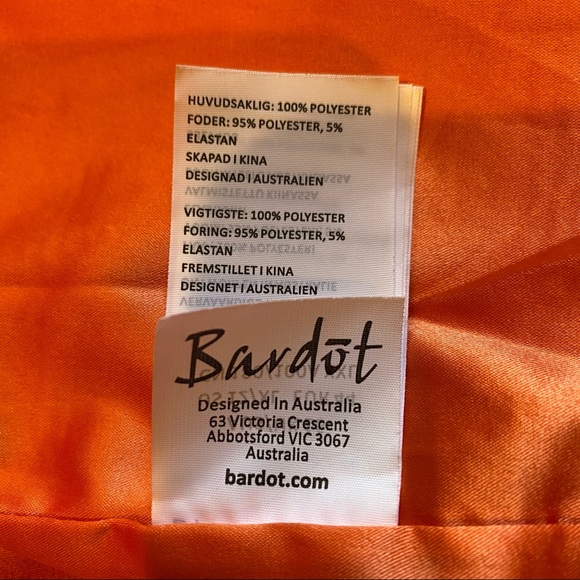 HUVUDSAKLIG: 100% POLYESTER
FODER: 95% POLYESTER, 5%
ELASTAN
SKAPAD I KINA
DESIGNAD I AUSTRALIEN
VIGTIGSTE: 100% POLYESTER
FORING: 95% POLYESTER, 5%
ELASTAN
FREMSTILLET I KINA
DESIGNET I AUSTRALIEN
Bardōt
Designed In Australia
63 Victoria Crescent
Abbotsford VIC 3067
Australia
bardot.com